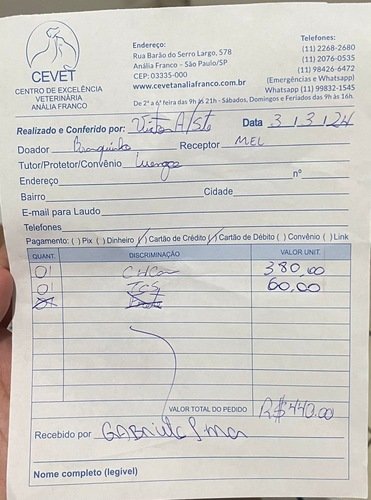 CEVET
CENTRO DE EXCELÊNCIA
VETERINÁRIA
ANÁLIA FRANCO
Endereço:
Rua Barão do Serro Largo, 578
Anália Franco – São Paulo/SP
CEP: 03335-000
www.cevetanaliafranco.com.br
Telefones:
(11) 2268-2680
(11) 2076-0535
(11) 98426-6472
(Emergências e Whatsapp)
Whatsapp (11) 99832-1545
De 2ª a 6ª feira das 9h às 21h - Sábados, Domingos e Feriados das 9h às 16h.
Realizado e Conferido por: Data 3/3/24
Doador Branquinho Receptor MEL
Tutor/Protetor/Convênio
Endereço nº
Bairro Cidade
E-mail para Laudo
Telefones
Pagamento: ( ) Pix ( ) Dinheiro (/) Cartão de Crédito (/) Cartão de Débito ( ) Convênio ( ) Link
QUANT. DISCRIMINAÇÃO VALOR UNIT.
01 380,00
01 60,00
VALOR TOTAL DO PEDIDO R$440.00
Recebido por
Nome completo (legível)